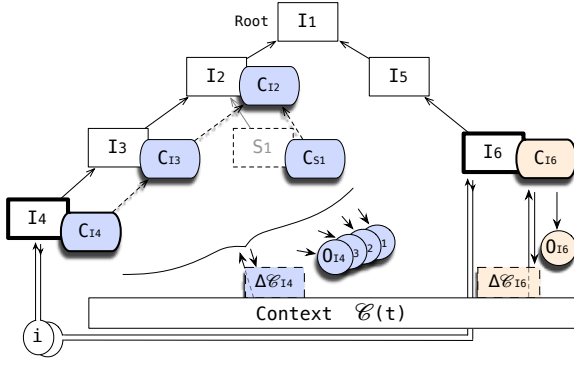 Root I1
I2
CI2
I5
I3
CI3
S1
CS1
I6
CI6
I4
CI4
OI4 3 2 1
OI6
Δ𝒞I4
Δ𝒞I6
Context 𝒞(t)
i